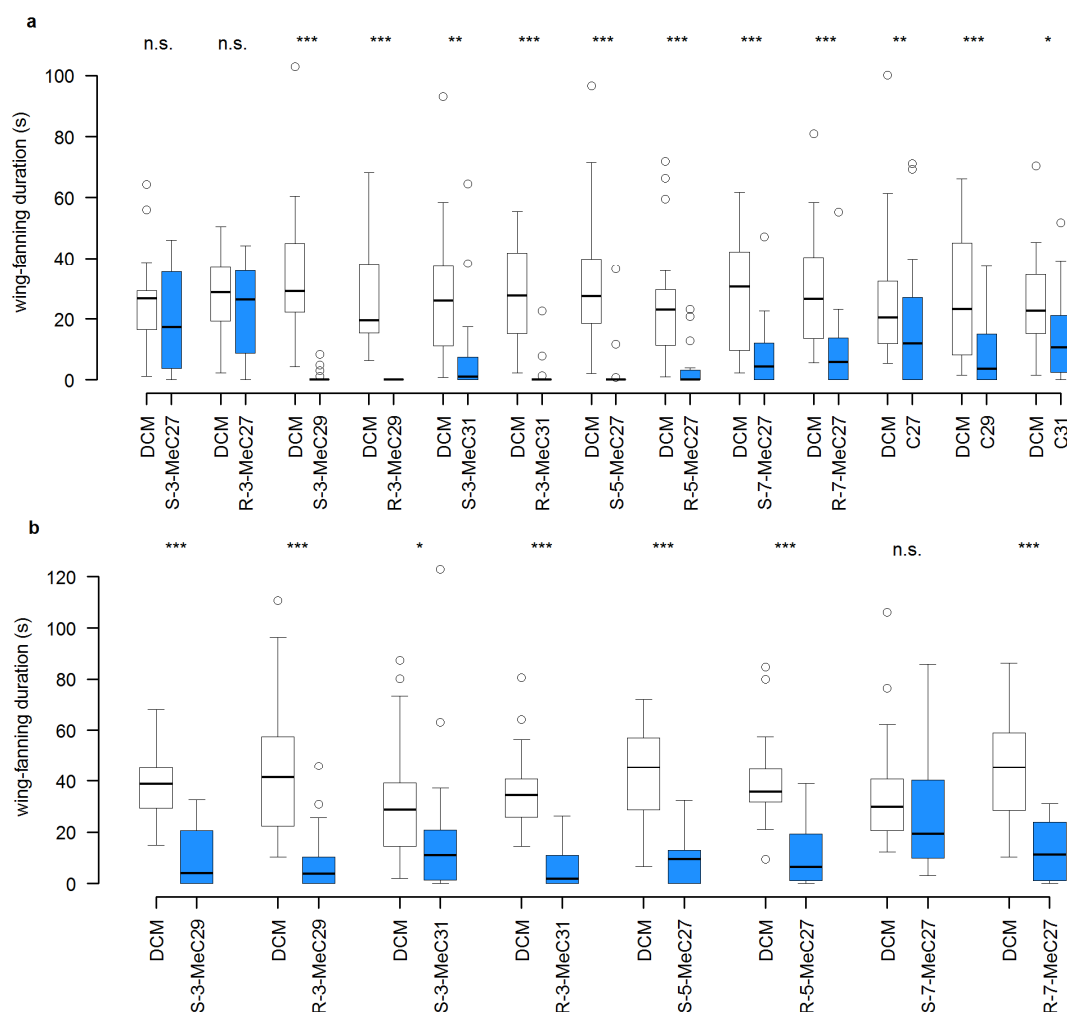 a
n.s. n.s. *** *** ** *** *** *** *** *** ** *** *
wing-fanning duration (s)
100
80
60
40
20
0
DCM
S-3-MeC27
DCM
R-3-MeC27
DCM
S-3-MeC29
DCM
R-3-MeC29
DCM
S-3-MeC31
DCM
R-3-MeC31
DCM
S-5-MeC27
DCM
R-5-MeC27
DCM
S-7-MeC27
DCM
R-7-MeC27
DCM
C27
DCM
C29
DCM
C31
b
*** *** * *** *** *** n.s. ***
wing-fanning duration (s)
120
100
80
60
40
20
0
DCM
S-3-MeC29
DCM
R-3-MeC29
DCM
S-3-MeC31
DCM
R-3-MeC31
DCM
S-5-MeC27
DCM
R-5-MeC27
DCM
S-7-MeC27
DCM
R-7-MeC27